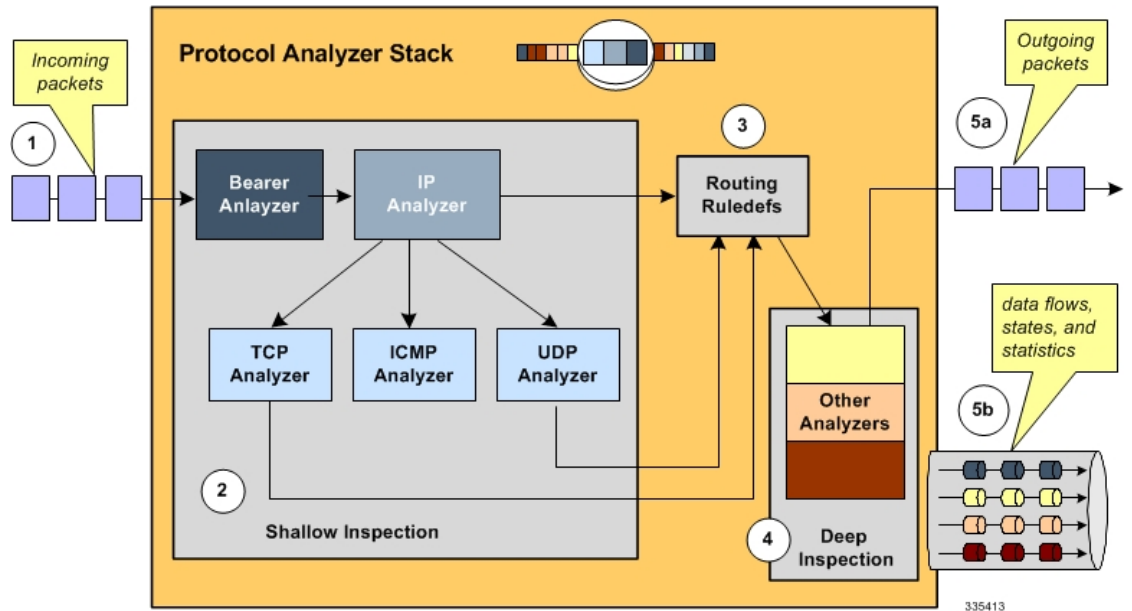 Protocol Analyzer Stack
Incoming
packets
1
Outgoing
packets
5a
3
Bearer
Anlayzer
IP
Analyzer
Routing
Ruledefs
TCP
Analyzer
ICMP
Analyzer
UDP
Analyzer
data flows,
states, and
statistics
5b
Other
Analyzers
2
Shallow Inspection
4
Deep
Inspection
335413